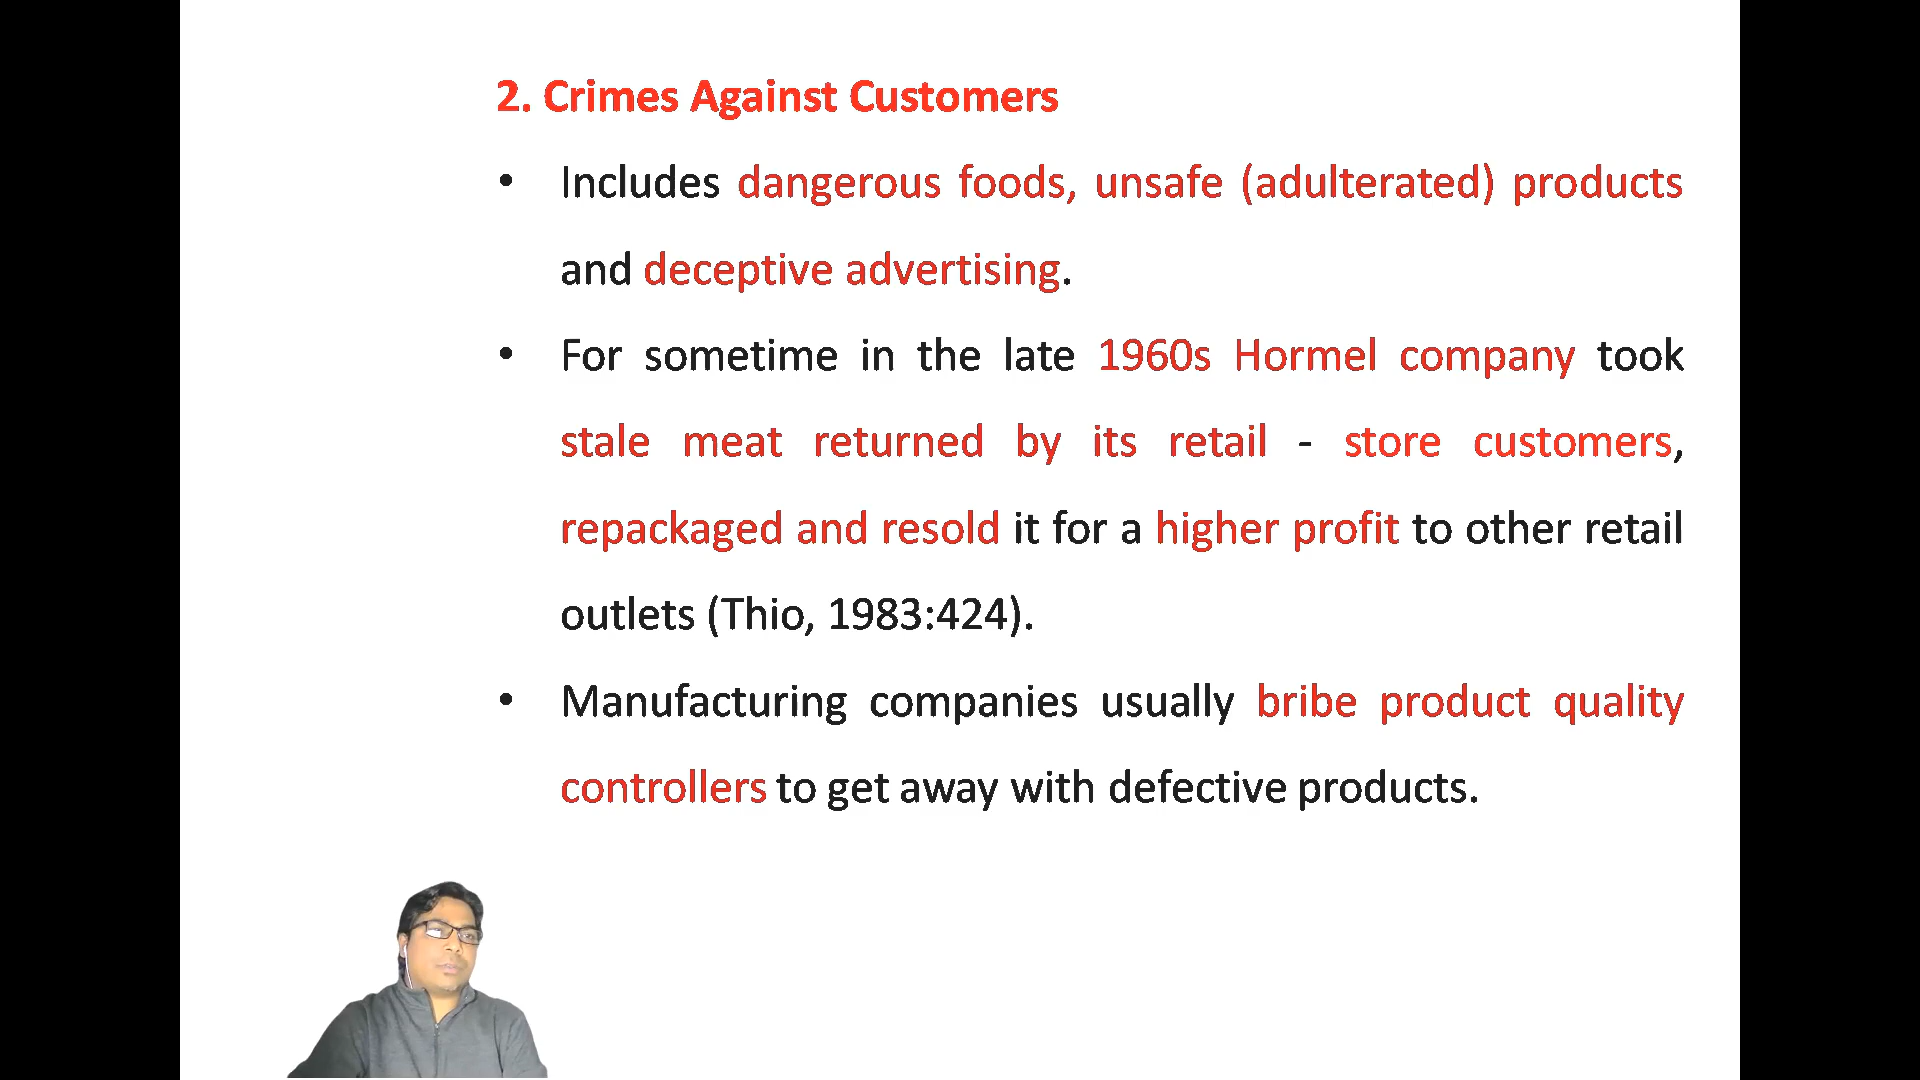 2. Crimes Against Customers
• Includes dangerous foods, unsafe (adulterated) products
and deceptive advertising.
• For sometime in the late 1960s Hormel company took
stale meat returned by its retail - store customers,
repackaged and resold it for a higher profit to other retail
outlets (Thio, 1983:424).
• Manufacturing companies usually bribe product quality
controllers to get away with defective products.